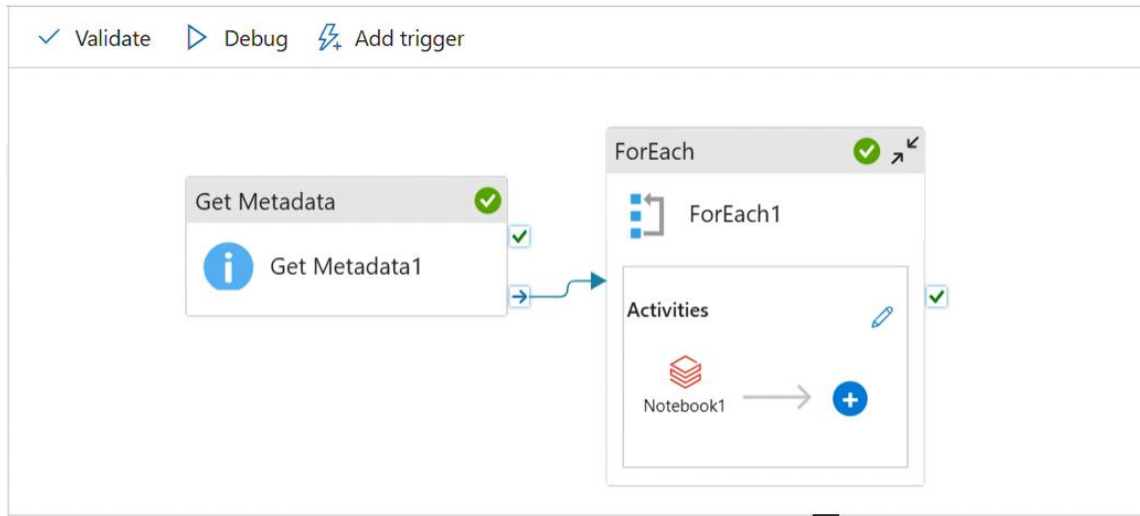 Validate Debug Add trigger
Get Metadata
Get Metadata1
ForEach
ForEach1
Activities
Notebook1